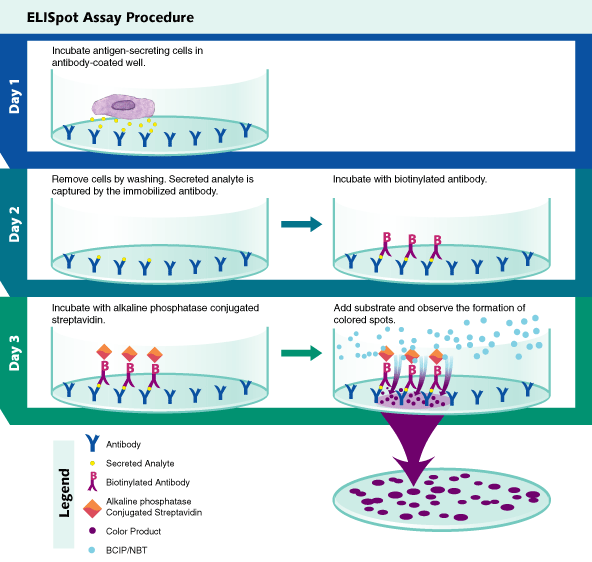 ELISpot Assay Procedure
Day 1
Incubate antigen-secreting cells in
antibody-coated well.
Day 2
Remove cells by washing. Secreted analyte is
captured by the immobilized antibody.
Incubate with biotinylated antibody.
B B B
Day 3
Incubate with alkaline phosphatase conjugated
streptavidin.
B B B
Add substrate and observe the formation of
colored spots.
B B B
Legend
Antibody
Secreted Analyte
B
Biotinylated Antibody
Alkaline phosphatase
Conjugated Streptavidin
Color Product
BCIP/NBT